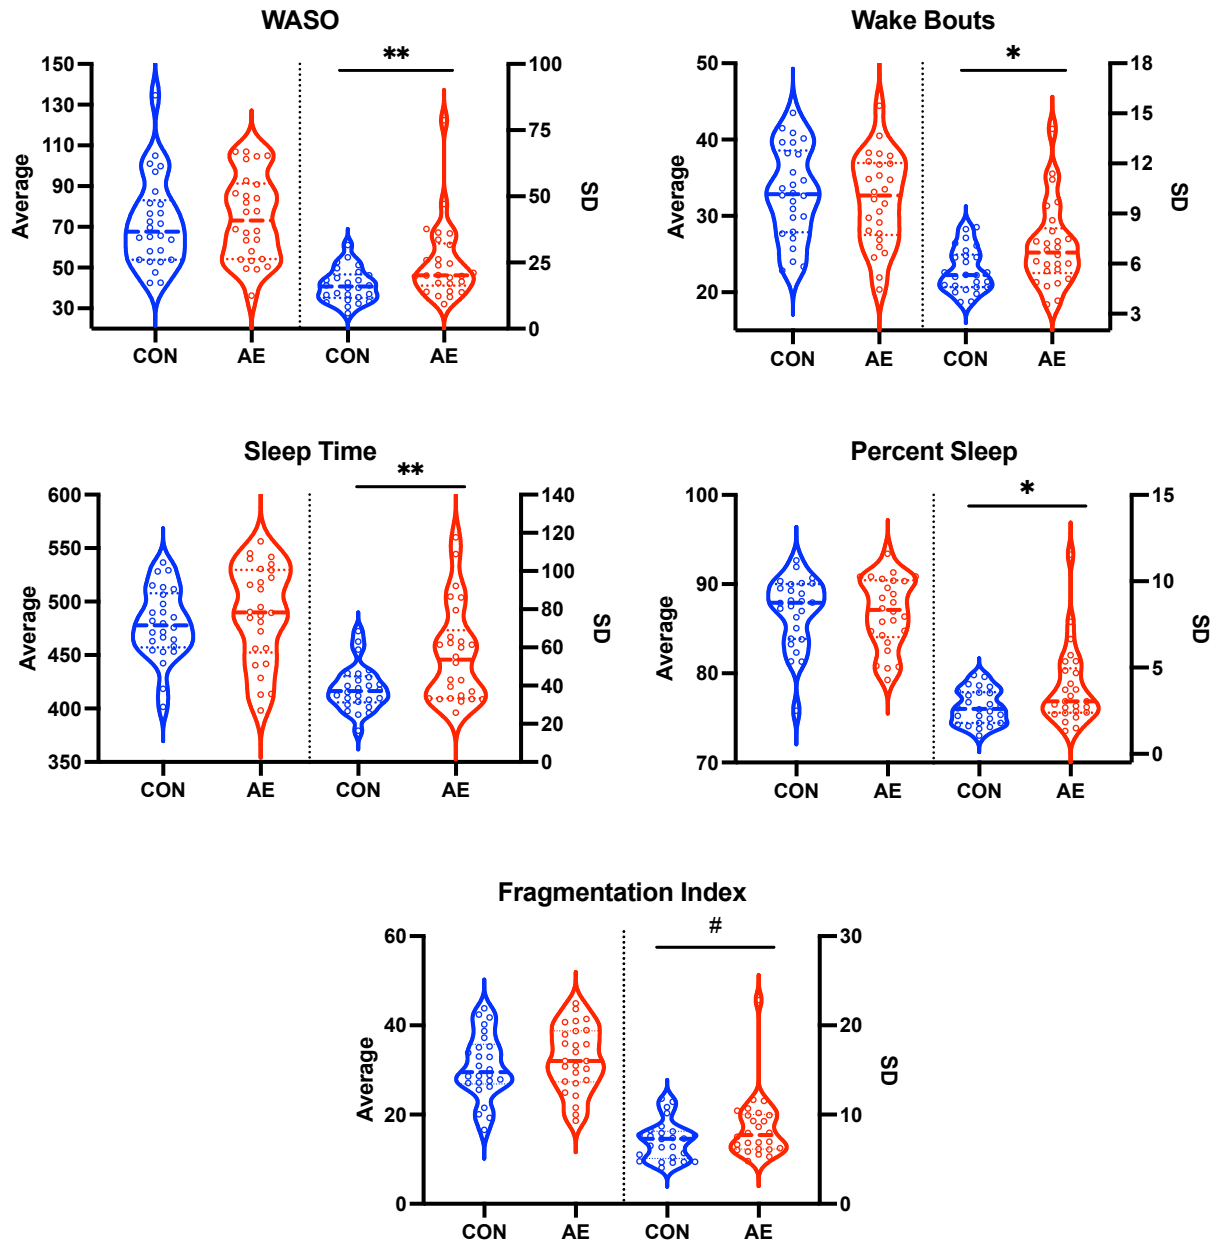 WASO
**
150
130
110
90
70
50
30
Average
100
75
50
25
0
SD
CON
AE
CON
AE
Wake Bouts
*
50
40
30
20
Average
18
15
12
9
6
3
SD
CON
AE
CON
AE
Sleep Time
**
600
550
500
450
400
350
Average
140
120
100
80
60
40
20
0
SD
CON
AE
CON
AE
Percent Sleep
*
100
90
80
70
Average
15
10
5
0
SD
CON
AE
CON
AE
Fragmentation Index
#
60
40
20
0
Average
30
20
10
0
SD
CON
AE
CON
AE